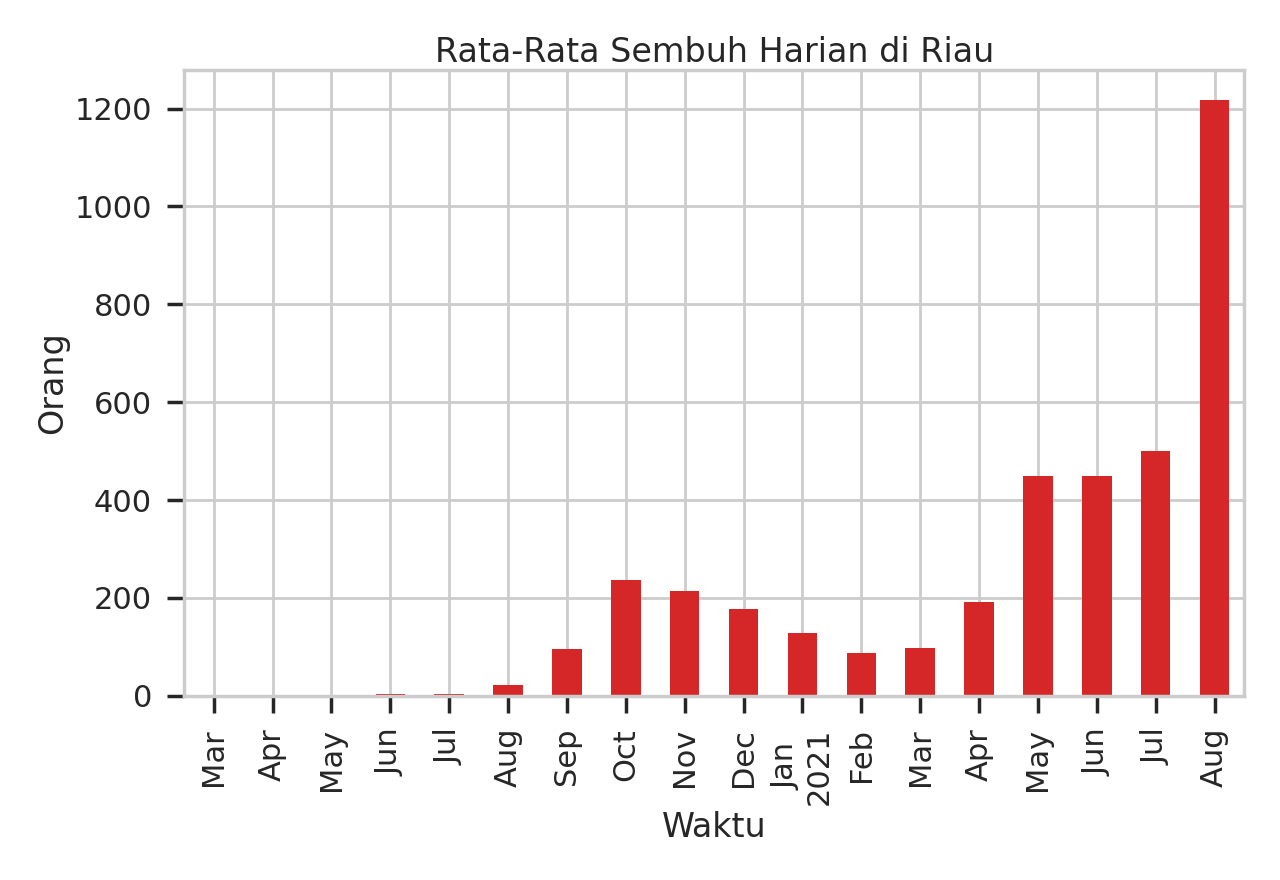 Rata-Rata Sembuh Harian di Riau
1200
1000
800
600
400
200
0
Orang
Mar
Apr
May
Jun
Jul
Aug
Sep
Oct
Nov
Dec
Jan
2021
Feb
Mar
Apr
May
Jun
Jul
Aug
Waktu